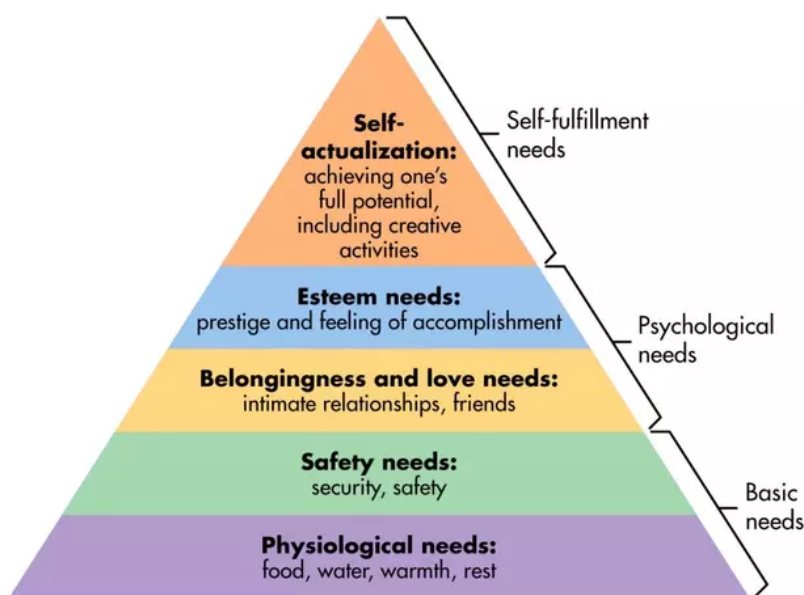 Self-
actualization:
achieving one's
full potential,
including creative
activities
Self-fulfillment
needs
Esteem needs:
prestige and feeling of accomplishment
Psychological
needs
Belongingness and love needs:
intimate relationships, friends
Safety needs:
security, safety
Basic
needs
Physiological needs:
food, water, warmth, rest